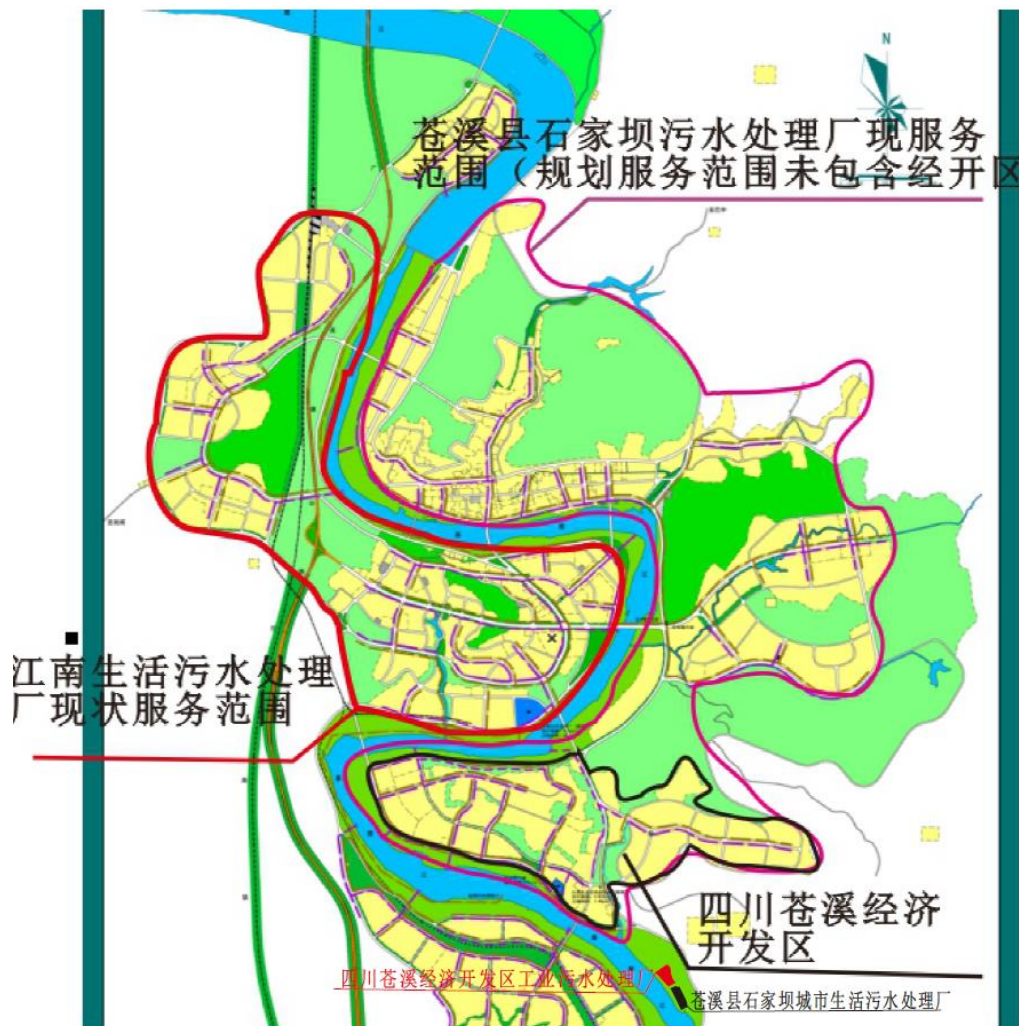 N
苍溪县石家坝污水处理厂现服务
范围（规划服务范围未包含经开区
江南生活污水处理
厂现状服务范围
四川苍溪经济
开发区
四川苍溪经济开发区工业污水处理厂
苍溪县石家坝城市生活污水处理厂